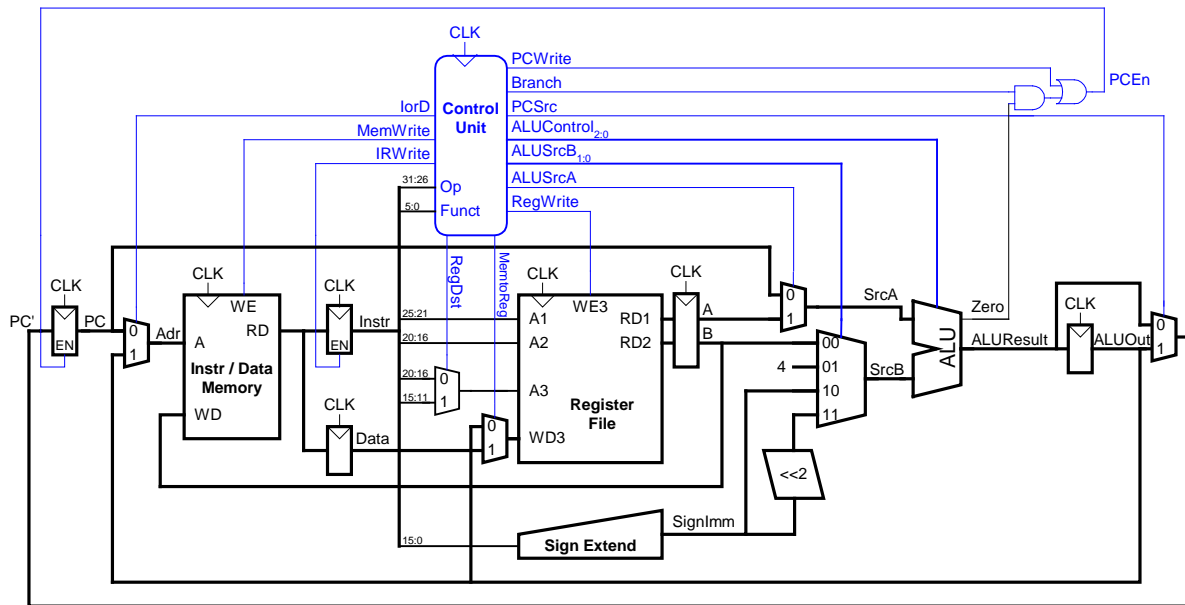 CLK
PCWrite
Branch
PCEn
IorD
Control
Unit
PCSrc
MemWrite
ALUControl2:0
IRWrite
ALUSrcB1:0
31:26
Op
ALUSrcA
5:0
Funct
RegWrite
RegDst
MemtoReg
CLK
CLK
CLK
CLK
CLK
CLK
PC'
PC
EN
0
1
Adr
WE
RD
A
Instr / Data
Memory
WD
EN
Instr
CLK
Data
25:21
20:16
20:16
15:11
0
1
0
1
A1
A2
A3
WD3
WE3
RD1
RD2
Register
File
A
B
0
1
SrcA
4
00
01
10
11
SrcB
<<2
ALU
Zero
ALUResult
CLK
ALUOut
0
1
15:0
Sign Extend
SignImm